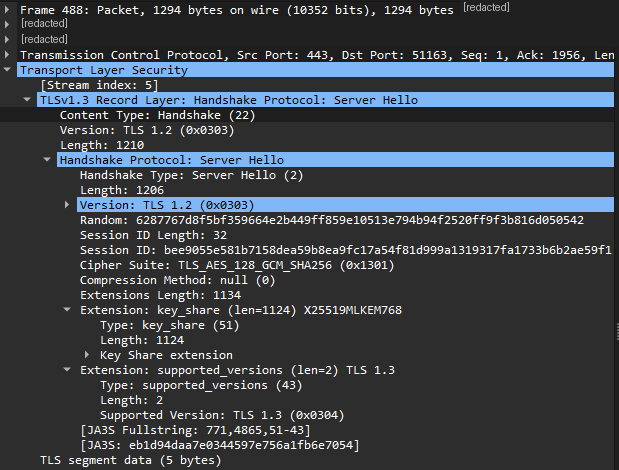 Frame 488: Packet, 1294 bytes on wire (10352 bits), 1294 bytes [redacted]
[redacted]
[redacted]
Transmission Control Protocol, Src Port: 443, Dst Port: 51163, Seq: 1, Ack: 1956, Len
Transport Layer Security
[Stream index: 5]
TLSv1.3 Record Layer: Handshake Protocol: Server Hello
Content Type: Handshake (22)
Version: TLS 1.2 (0x0303)
Length: 1210
Handshake Protocol: Server Hello
Handshake Type: Server Hello (2)
Length: 1206
Version: TLS 1.2 (0x0303)
Random: 6287767d8f5bf359664e2b449ff859e10513e794b94f2520ff9f3b816d050542
Session ID Length: 32
Session ID: bee9055e581b7158dea59b8ea9fc17a54f81d999a1319317fa1733b6b2ae59f1
Cipher Suite: TLS_AES_128_GCM_SHA256 (0x1301)
Compression Method: null (0)
Extensions Length: 1134
Extension: key_share (len=1124) X25519MLKEM768
Type: key_share (51)
Length: 1124
Key Share extension
Extension: supported_versions (len=2) TLS 1.3
Type: supported_versions (43)
Length: 2
Supported Version: TLS 1.3 (0x0304)
[JA3S Fullstring: 771,4865,51-43]
[JA3S: eb1d94daa7e0344597e756a1fb6e7054]
TLS segment data (5 bytes)